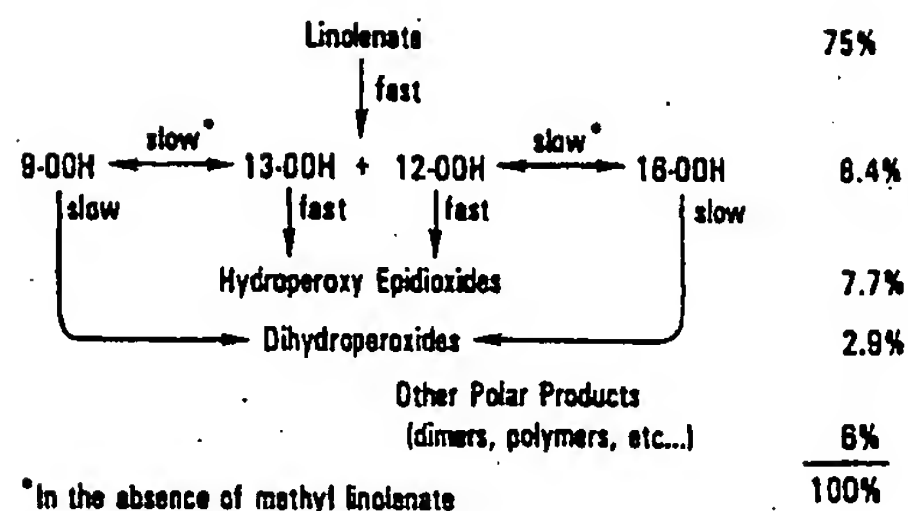 Linolenate 75%
fast
slow* slow*
9-OOH 13-OOH + 12-OOH 16-OOH 8.4%
slow fast fast slow
Hydroperoxy Epidioxides 7.7%
Dihydroperoxides 2.9%
Other Polar Products
(dimers, polymers, etc...) 6%
100%
*In the absence of methyl linolenate